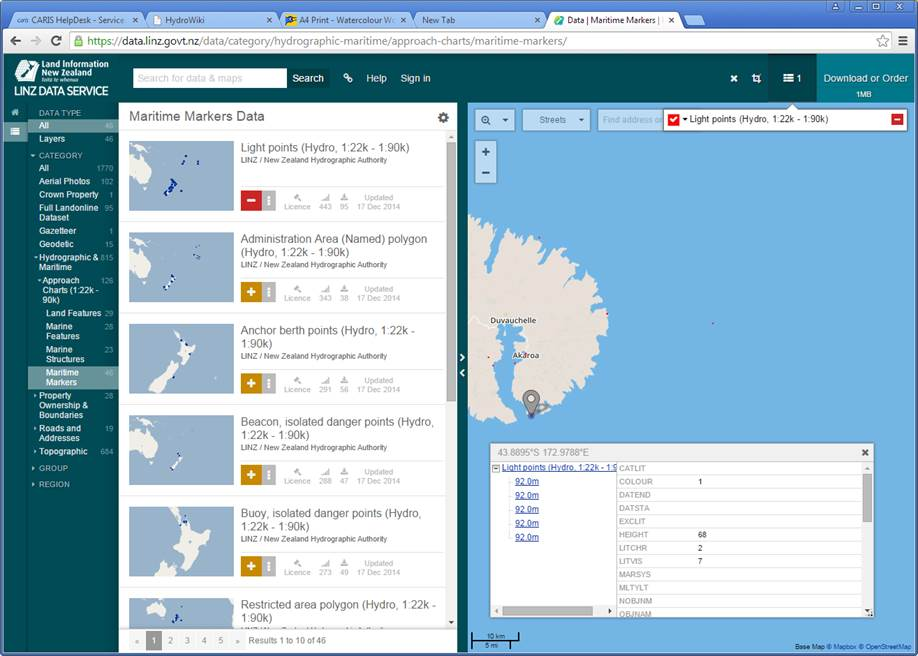 CARIS HelpDesk - Service
HydroWiki
A4 Print - Watercolour Wo
New Tab
Data | Maritime Markers |
https://data.linz.govt.nz/data/category/hydrographic-maritime/approach-charts/maritime-markers/
Land Information
New Zealand
toitū te whenua
LINZ DATA SERVICE
Search for data & maps
Search
Help
Sign in
1
Download or Order
1MB
DATA TYPE
All 46
Layers 46
CATEGORY
All 1770
Aerial Photos 102
Crown Property 1
Full Landonline 95
Dataset
Gazetteer 1
Geodetic 15
Hydrographic & 815
Maritime
Approach 126
Charts (1:22k -
90k)
Land Features 29
Marine 28
Features
Marine 23
Structures
Maritime 46
Markers
Property 28
Ownership &
Boundaries
Roads and 19
Addresses
Topographic 684
GROUP
REGION
Maritime Markers Data
Light points (Hydro, 1:22k - 1:90k)
LINZ / New Zealand Hydrographic Authority
Licence 443 95 Updated
17 Dec 2014
Administration Area (Named) polygon
(Hydro, 1:22k - 1:90k)
LINZ / New Zealand Hydrographic Authority
Licence 343 38 Updated
17 Dec 2014
Anchor berth points (Hydro, 1:22k -
1:90k)
LINZ / New Zealand Hydrographic Authority
Licence 291 56 Updated
17 Dec 2014
Beacon, isolated danger points (Hydro,
1:22k - 1:90k)
LINZ / New Zealand Hydrographic Authority
Licence 288 47 Updated
17 Dec 2014
Buoy, isolated danger points (Hydro,
1:22k - 1:90k)
LINZ / New Zealand Hydrographic Authority
Licence 273 49 Updated
17 Dec 2014
Restricted area polygon (Hydro, 1:22k -
1:90k)
« 1 2 3 4 5 » Results 1 to 10 of 46
Streets
Find address or
Light points (Hydro, 1:22k - 1:90k)
Duvauchelle
Akaroa
43.8895°S 172.9788°E
Light points (Hydro, 1:22k - 1:9
92.0m
92.0m
92.0m
92.0m
92.0m
CATLIT
COLOUR 1
DATEND
DATSTA
EXCLIT
HEIGHT 68
LITCHR 2
LITVIS 7
MARSYS
MLTYLT
NOBJNM
OBJNAM
10 km
5 mi
Base Map © Mapbox © OpenStreetMap